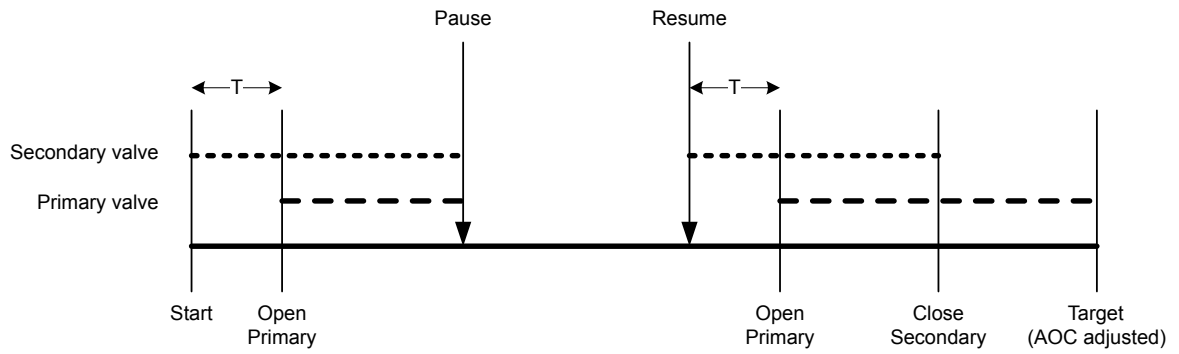 Pause
Resume
T
T
Secondary valve
Primary valve
Start
Open
Primary
Open
Primary
Close
Secondary
Target
(AOC adjusted)